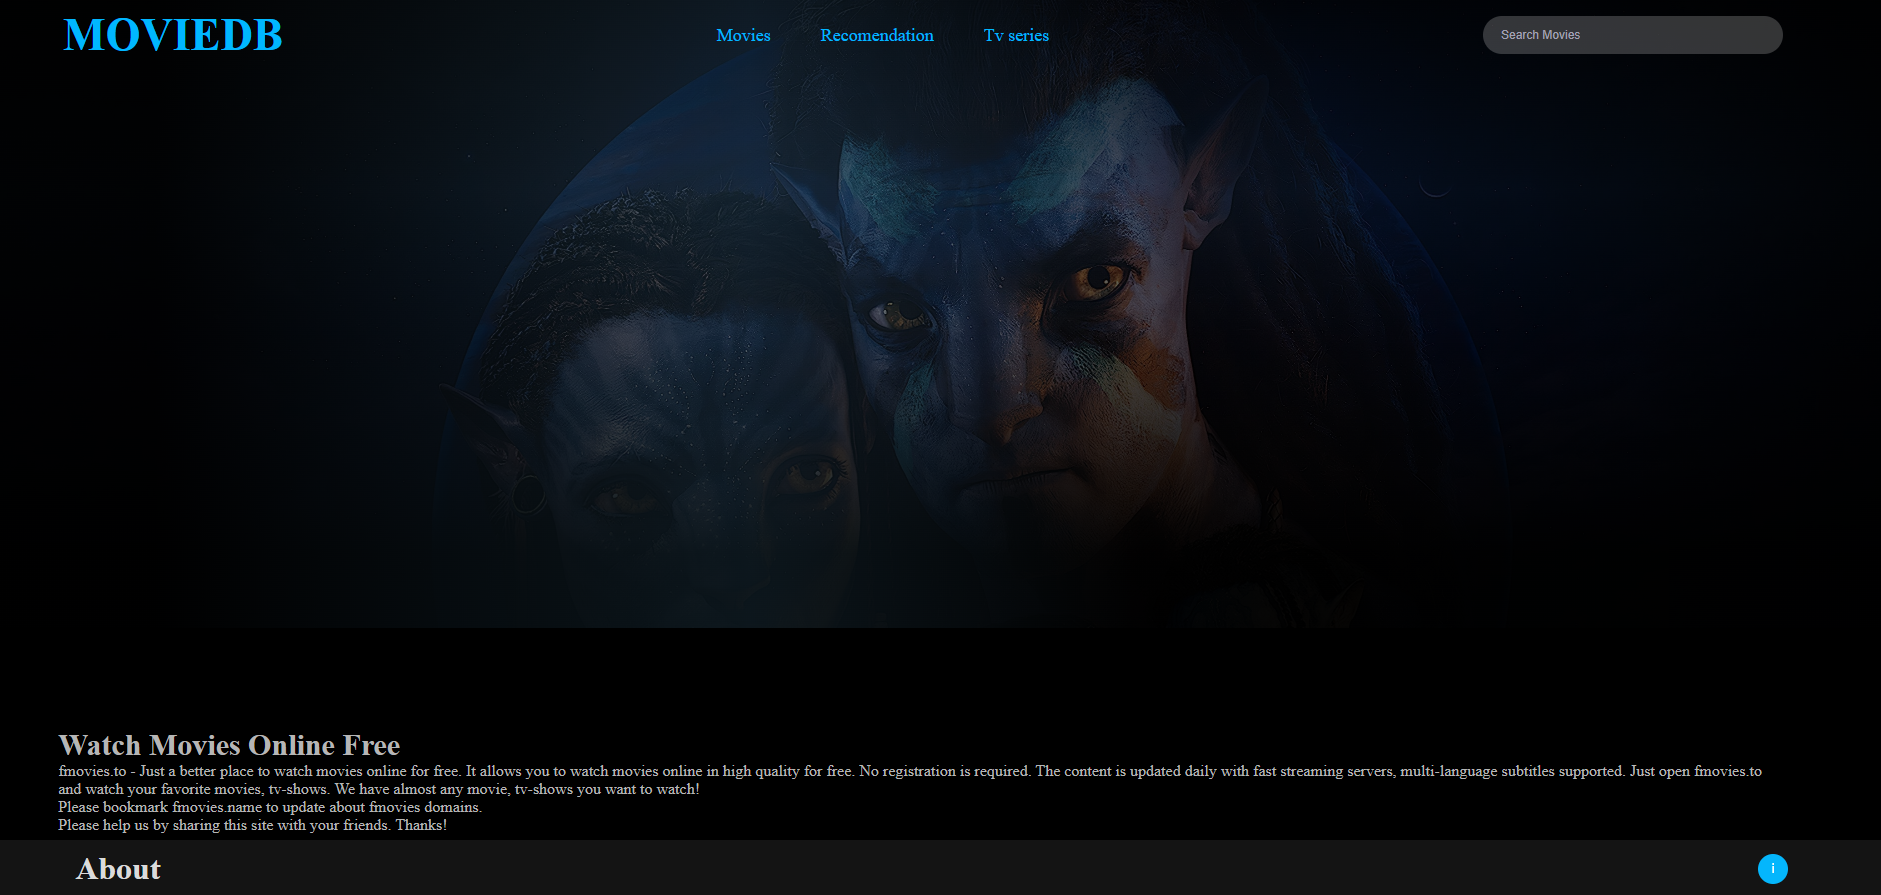 MOVIEDB
Movies
Recomendation
Tv series
Search Movies
Watch Movies Online Free
fmovies.to - Just a better place to watch movies online for free. It allows you to watch movies online in high quality for free. No registration is required. The content is updated daily with fast streaming servers, multi-language subtitles supported. Just open fmovies.to
and watch your favorite movies, tv-shows. We have almost any movie, tv-shows you want to watch!
Please bookmark fmovies.name to update about fmovies domains.
Please help us by sharing this site with your friends. Thanks!
About
i